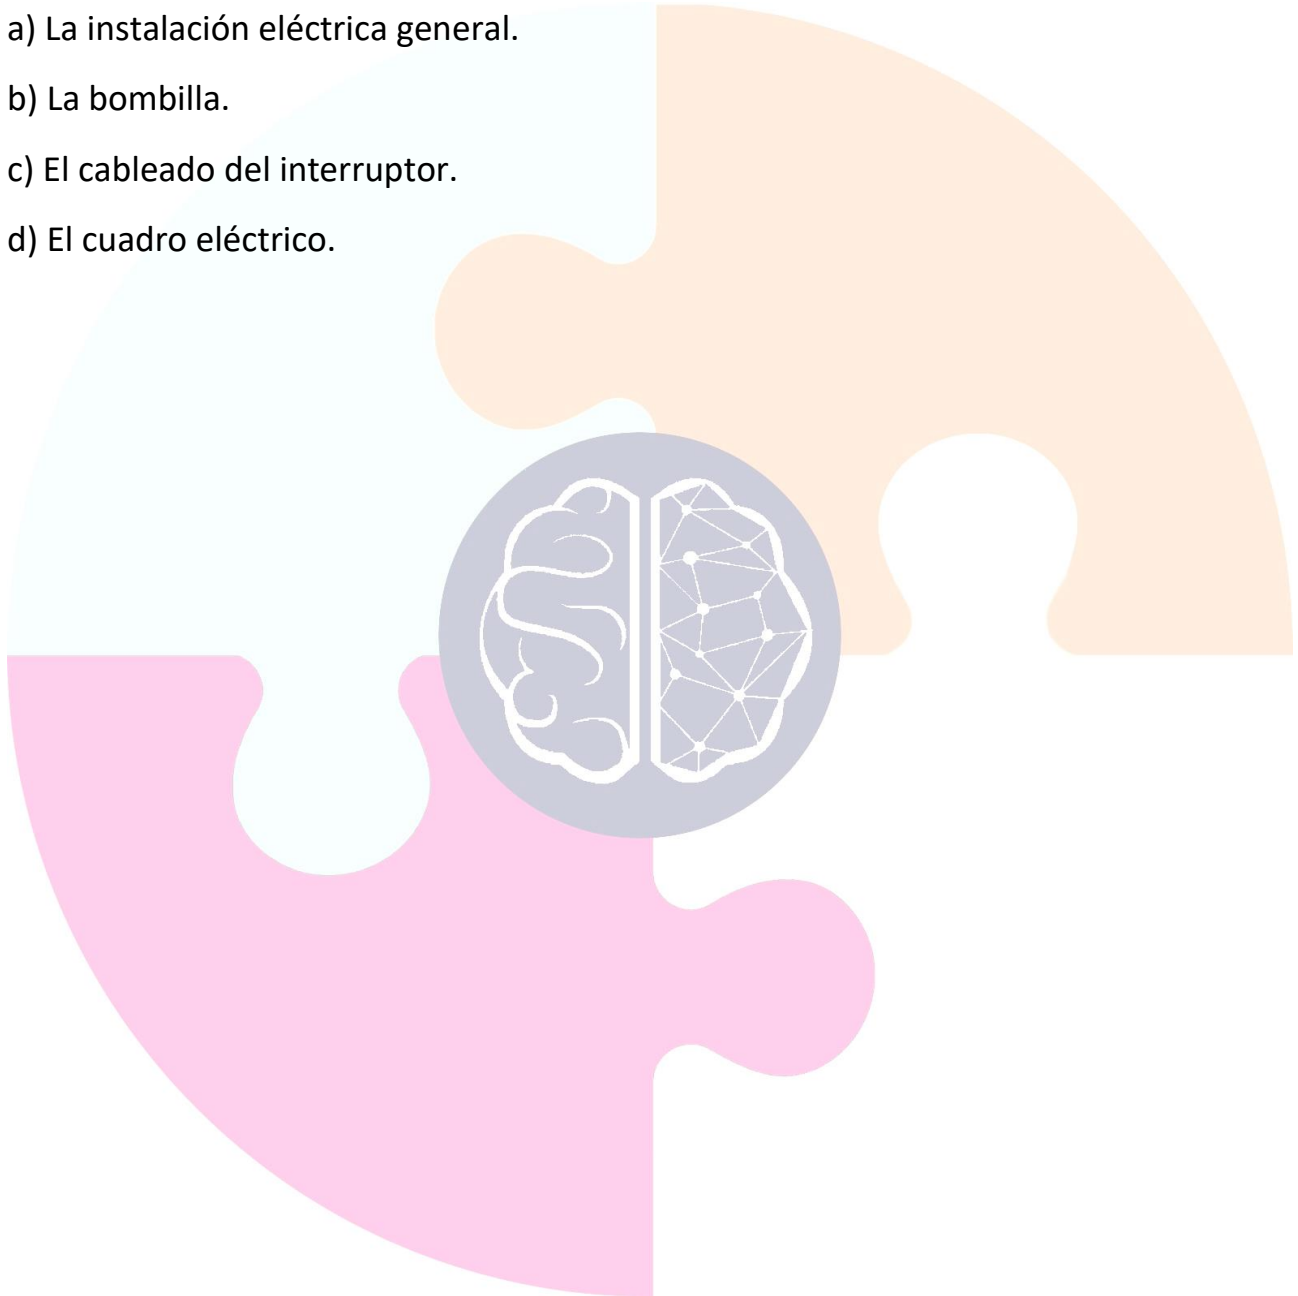 a) La instalación eléctrica general.
b) La bombilla.
c) El cableado del interruptor.
d) El cuadro eléctrico.